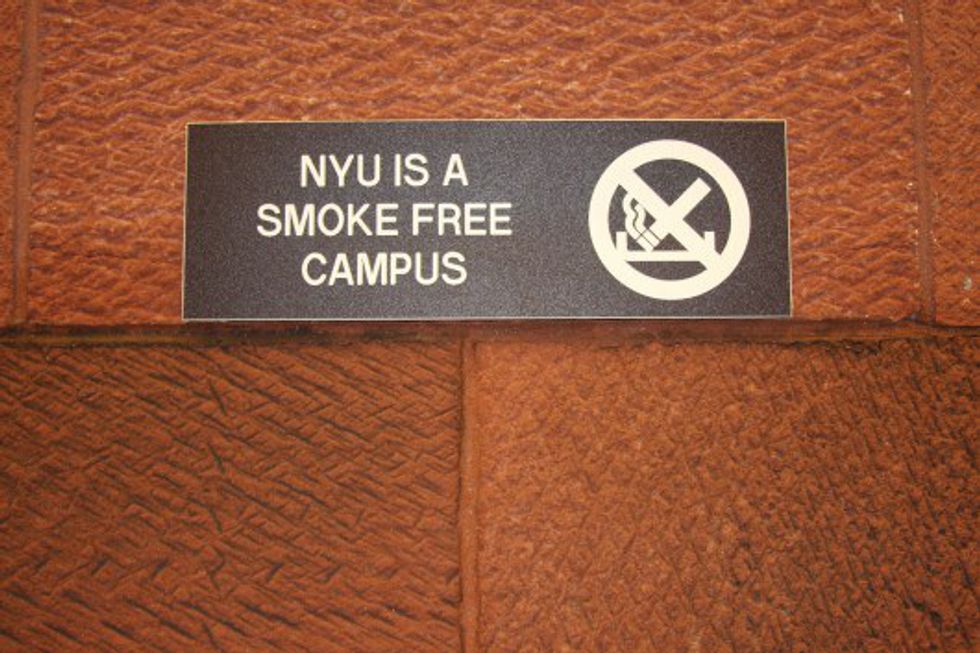 NYU IS A
SMOKE FREE
CAMPUS